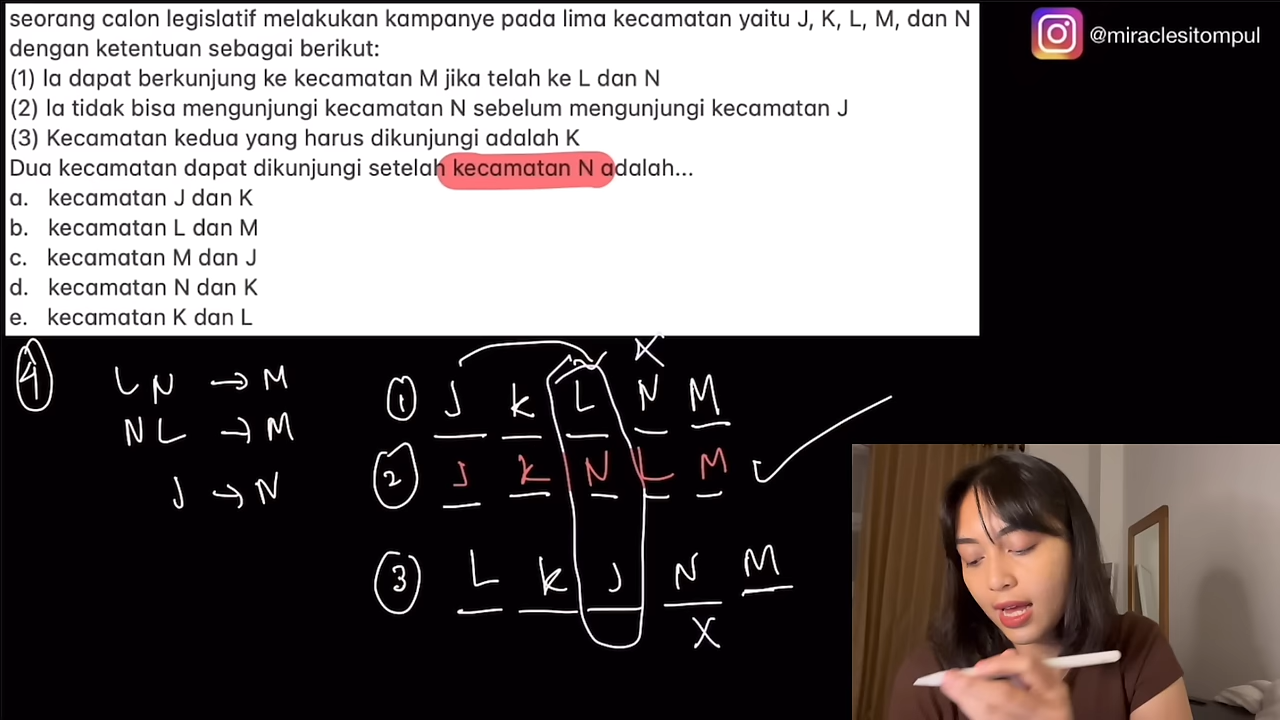 seorang calon legislatif melakukan kampanye pada lima kecamatan yaitu J, K, L, M, dan N
dengan ketentuan sebagai berikut:
(1) Ia dapat berkunjung ke kecamatan M jika telah ke L dan N
(2) Ia tidak bisa mengunjungi kecamatan N sebelum mengunjungi kecamatan J
(3) Kecamatan kedua yang harus dikunjungi adalah K
Dua kecamatan dapat dikunjungi setelah kecamatan N adalah...
a. kecamatan J dan K
b. kecamatan L dan M
c. kecamatan M dan J
d. kecamatan N dan K
e. kecamatan K dan L
@miraclesitompul
4
L N → M
N L → M
J → N
X
1 J K L N M
2 J K N L M
3 L K J N M
X